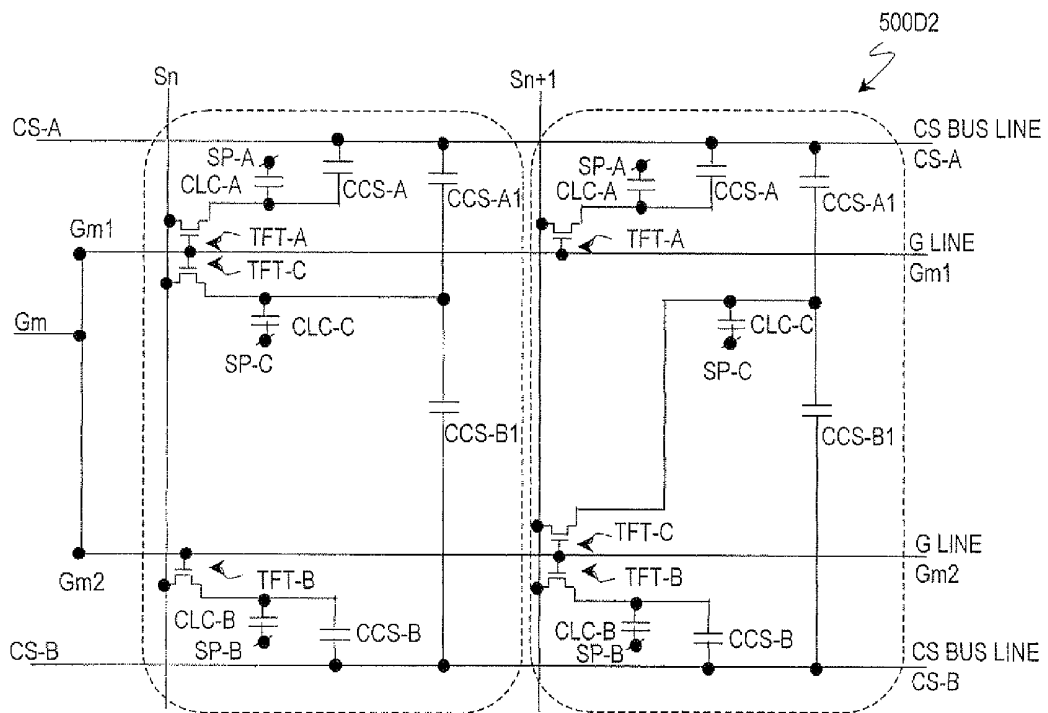 500D2
Sn
Sn+1
CS-A
CS BUS LINE
CS-A
SP-A
CLC-A
CCS-A
CCS-A1
SP-A
CLC-A
CCS-A
CCS-A1
Gm1
TFT-A
TFT-C
TFT-A
G LINE
Gm1
Gm
CLC-C
SP-C
CLC-C
SP-C
CCS-B1
CCS-B1
TFT-C
G LINE
Gm2
Gm2
TFT-B
TFT-B
CLC-B
SP-B
CCS-B
CLC-B
SP-B
CCS-B
CS-B
CS BUS LINE
CS-B